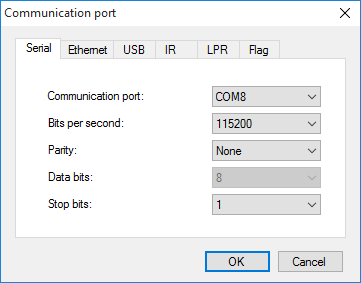 Communication port
Serial Ethernet USB IR LPR Flag
Communication port: COM8
Bits per second: 115200
Parity: None
Data bits: 8
Stop bits: 1
OK Cancel